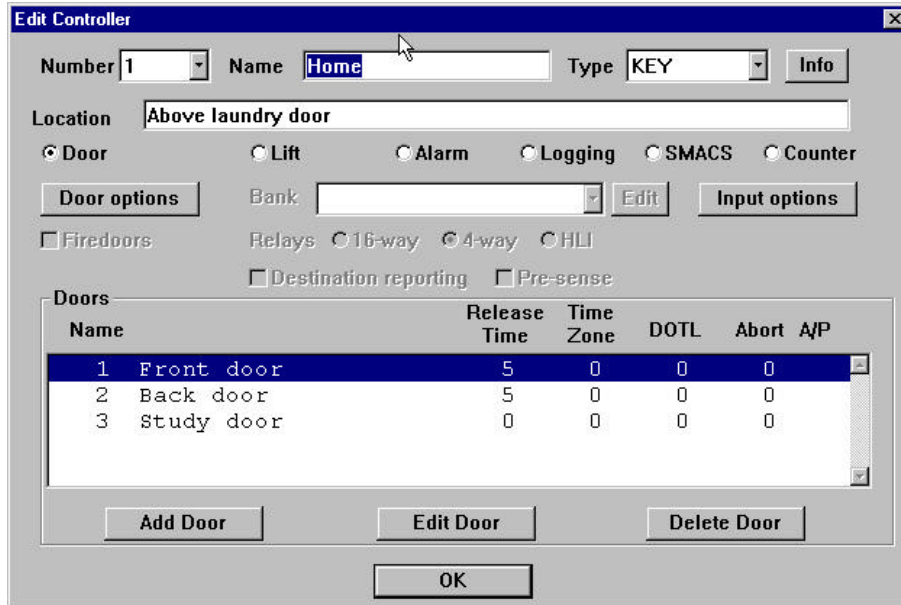 Edit Controller
Number 1 Name Home Type KEY Info
Location Above laundry door
Door Lift Alarm Logging SMACS Counter
Door options Bank Edit Input options
Firedoors Relays 16-way 4-way HLI
Destination reporting Pre-sense
Doors
Name Release Time Time Zone DOTL Abort A/P
1 Front door 5 0 0 0
2 Back door 5 0 0 0
3 Study door 0 0 0 0
Add Door Edit Door Delete Door
OK